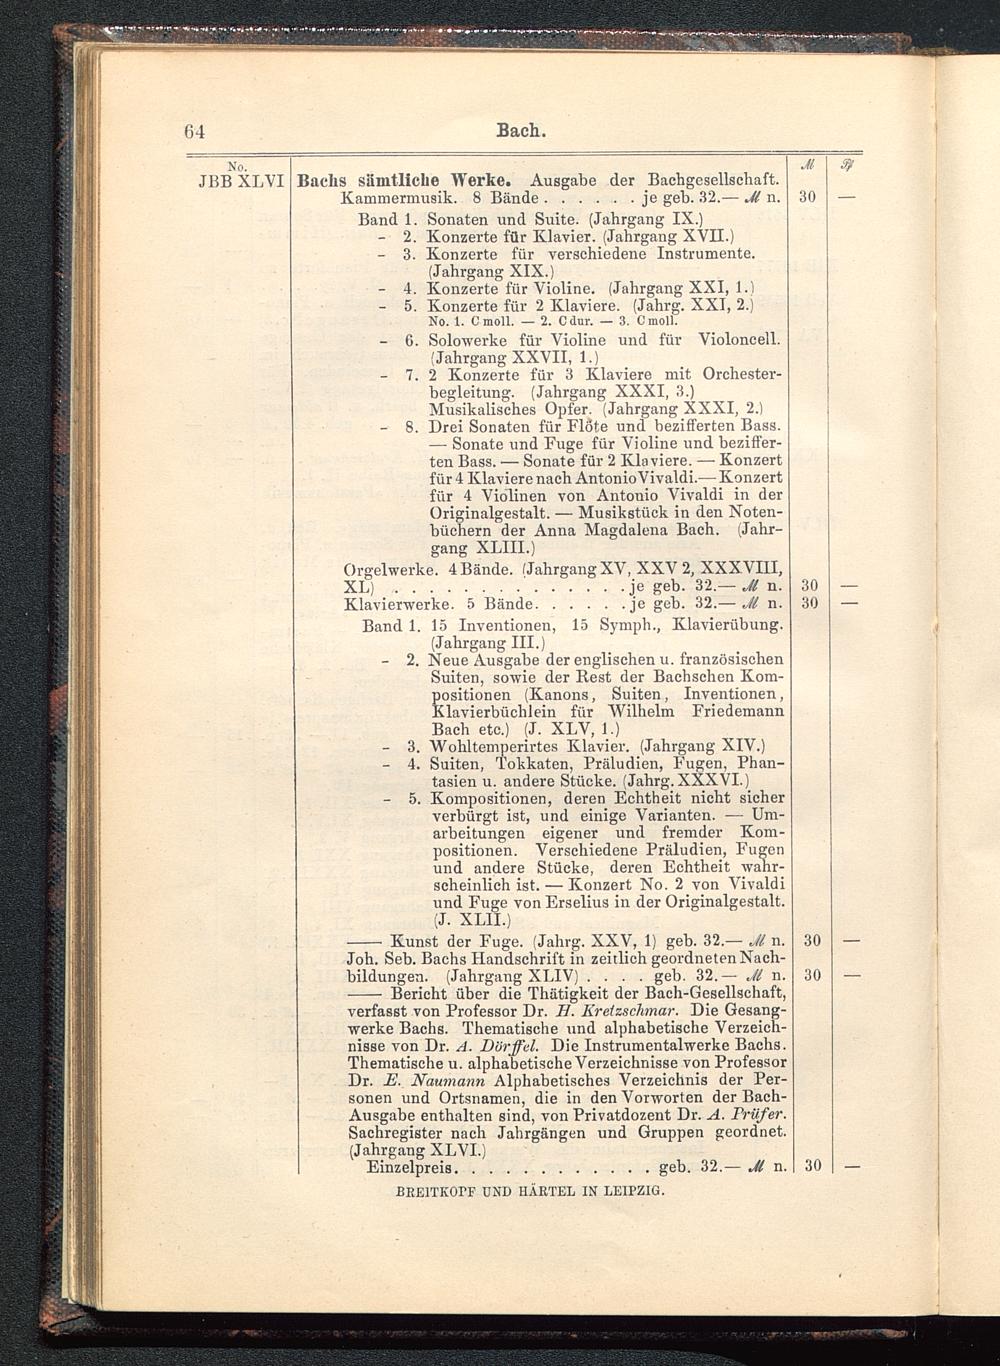 64
Bach.
No.
ℳ
₰
JBB XLVI
Bachs sämtliche Werke. Ausgabe der Bachgesellschaft.
Kammermusik. 8 Bände . . . . . . je geb. 32.— ℳ n. 30 —
Band 1. Sonaten und Suite. (Jahrgang IX.)
- 2. Konzerte für Klavier. (Jahrgang XVII.)
- 3. Konzerte für verschiedene Instrumente.
(Jahrgang XIX.)
- 4. Konzerte für Violine. (Jahrgang XXI, 1.)
- 5. Konzerte für 2 Klaviere. (Jahrg. XXI, 2.)
No. 1. C moll. — 2. C dur. — 3. C moll.
- 6. Solowerke für Violine und für Violoncell.
(Jahrgang XXVII, 1.)
- 7. 2 Konzerte für 3 Klaviere mit Orchester-
begleitung. (Jahrgang XXXI, 3.)
Musikalisches Opfer. (Jahrgang XXXI, 2.)
- 8. Drei Sonaten für Flöte und bezifferten Bass.
— Sonate und Fuge für Violine und beziffer-
ten Bass. — Sonate für 2 Klaviere. — Konzert
für 4 Klaviere nach Antonio Vivaldi. — Konzert
für 4 Violinen von Antonio Vivaldi in der
Originalgestalt. — Musikstück in den Noten-
büchern der Anna Magdalena Bach. (Jahr-
gang XLIII.)
Orgelwerke. 4 Bände. (Jahrgang XV, XXV 2, XXXVIII,
XL) . . . . . . . . . . . . . . je geb. 32.— ℳ n. 30 —
Klavierwerke. 5 Bände. . . . . . . je geb. 32.— ℳ n. 30 —
Band 1. 15 Inventionen, 15 Symph., Klavierübung.
(Jahrgang III.)
- 2. Neue Ausgabe der englischen u. französischen
Suiten, sowie der Rest der Bachschen Kom-
positionen (Kanons, Suiten, Inventionen,
Klavierbüchlein für Wilhelm Friedemann
Bach etc.) (J. XLV, 1.)
- 3. Wohltemperirtes Klavier. (Jahrgang XIV.)
- 4. Suiten, Tokkaten, Präludien, Fugen, Phan-
tasien u. andere Stücke. (Jahrg. XXXVI.)
- 5. Kompositionen, deren Echtheit nicht sicher
verbürgt ist, und einige Varianten. — Um-
arbeitungen eigener und fremder Kom-
positionen. Verschiedene Präludien, Fugen
und andere Stücke, deren Echtheit wahr-
scheinlich ist. — Konzert No. 2 von Vivaldi
und Fuge von Erselius in der Originalgestalt.
(J. XLII.)
—— Kunst der Fuge. (Jahrg. XXV, 1) geb. 32.— ℳ n. 30 —
Joh. Seb. Bachs Handschrift in zeitlich geordneten Nach-
bildungen. (Jahrgang XLIV) . . . . geb. 32.— ℳ n. 30 —
—— Bericht über die Thätigkeit der Bach-Gesellschaft,
verfasst von Professor Dr. H. Kretzschmar. Die Gesang-
werke Bachs. Thematische und alphabetische Verzeich-
nisse von Dr. A. Dörffel. Die Instrumentalwerke Bachs.
Thematische u. alphabetische Verzeichnisse von Professor
Dr. E. Naumann Alphabetisches Verzeichnis der Per-
sonen und Ortsnamen, die in den Vorworten der Bach-
Ausgabe enthalten sind, von Privatdozent Dr. A. Prüfer.
Sachregister nach Jahrgängen und Gruppen geordnet.
(Jahrgang XLVI.)
Einzelpreis. . . . . . . . . . . . . geb. 32.— ℳ n. 30 —
BREITKOPF UND HÄRTEL IN LEIPZIG.